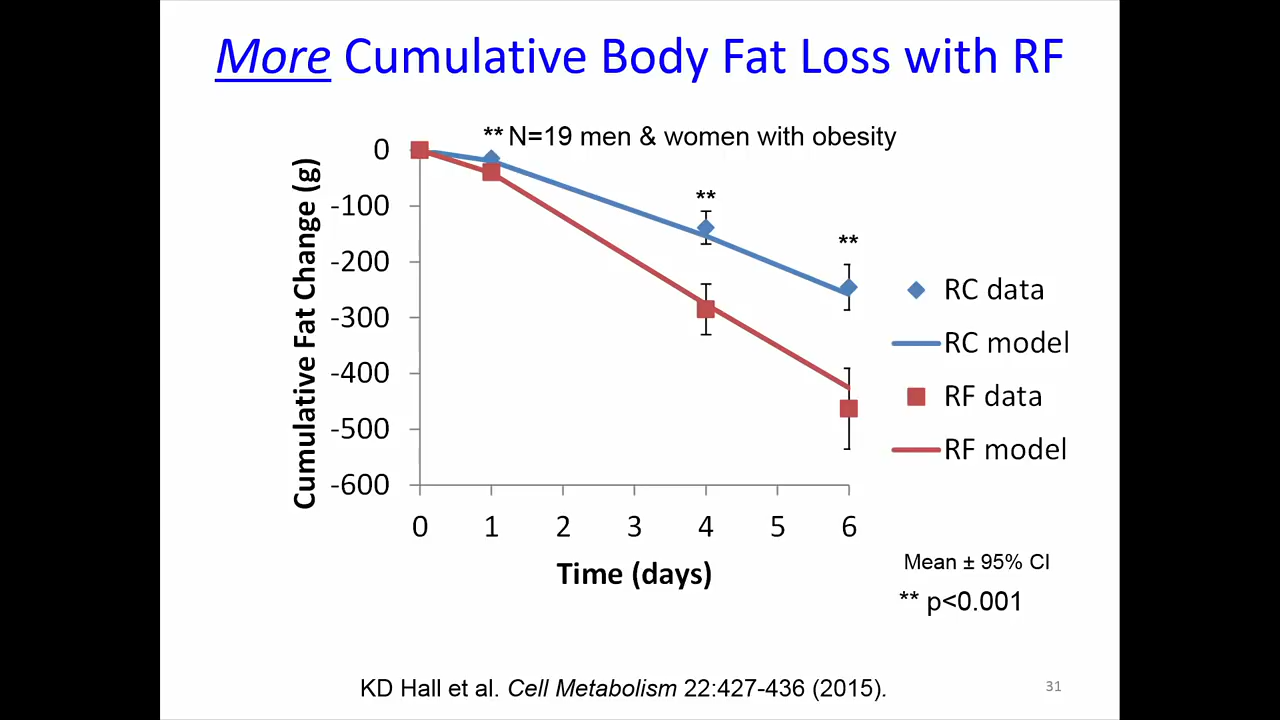 More Cumulative Body Fat Loss with RF
** N=19 men & women with obesity
**
**
Cumulative Fat Change (g)
0
-100
-200
-300
-400
-500
-600
0 1 2 3 4 5 6
Time (days)
RC data
RC model
RF data
RF model
Mean ± 95% CI
** p<0.001
KD Hall et al. Cell Metabolism 22:427-436 (2015).
31